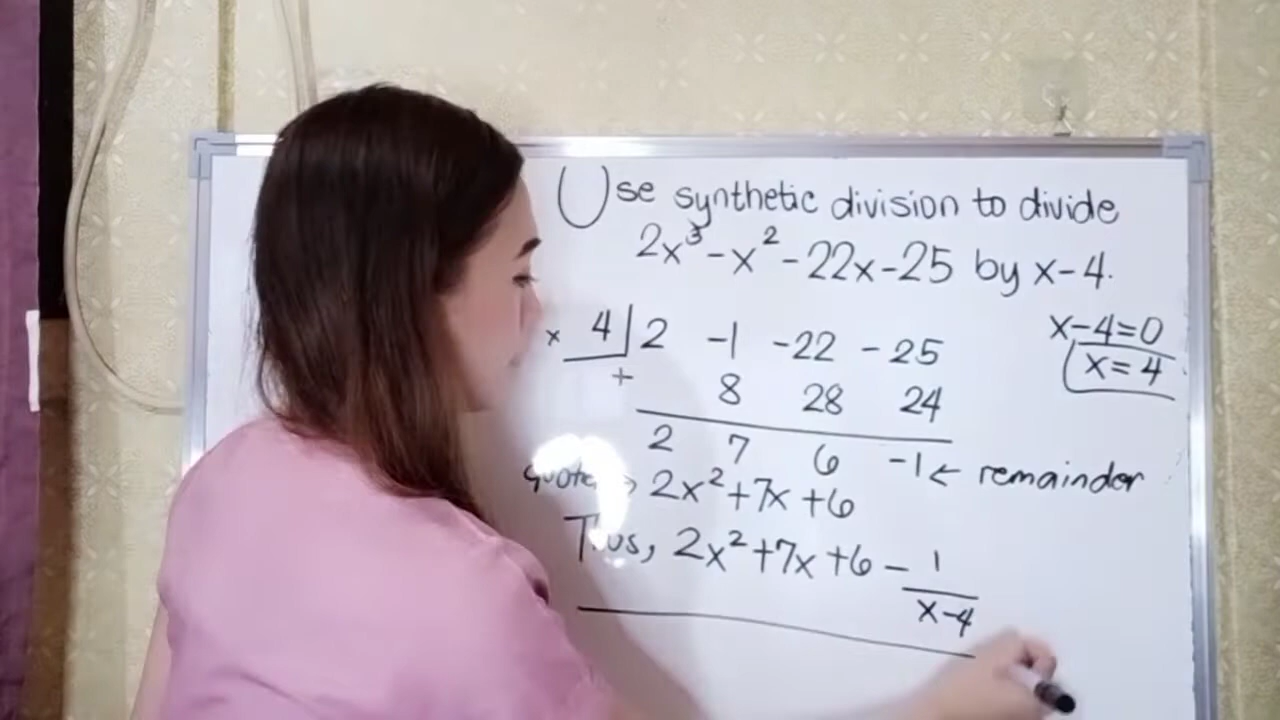 Use synthetic division to divide
2x³-x²-22x-25 by x-4.
x-4=0
x=4
x 4 2 -1 -22 -25
+ 8 28 24
2 7 6 -1 ← remainder
→ 2x²+7x+6
Thus, 2x²+7x+6 - 1/(x-4)